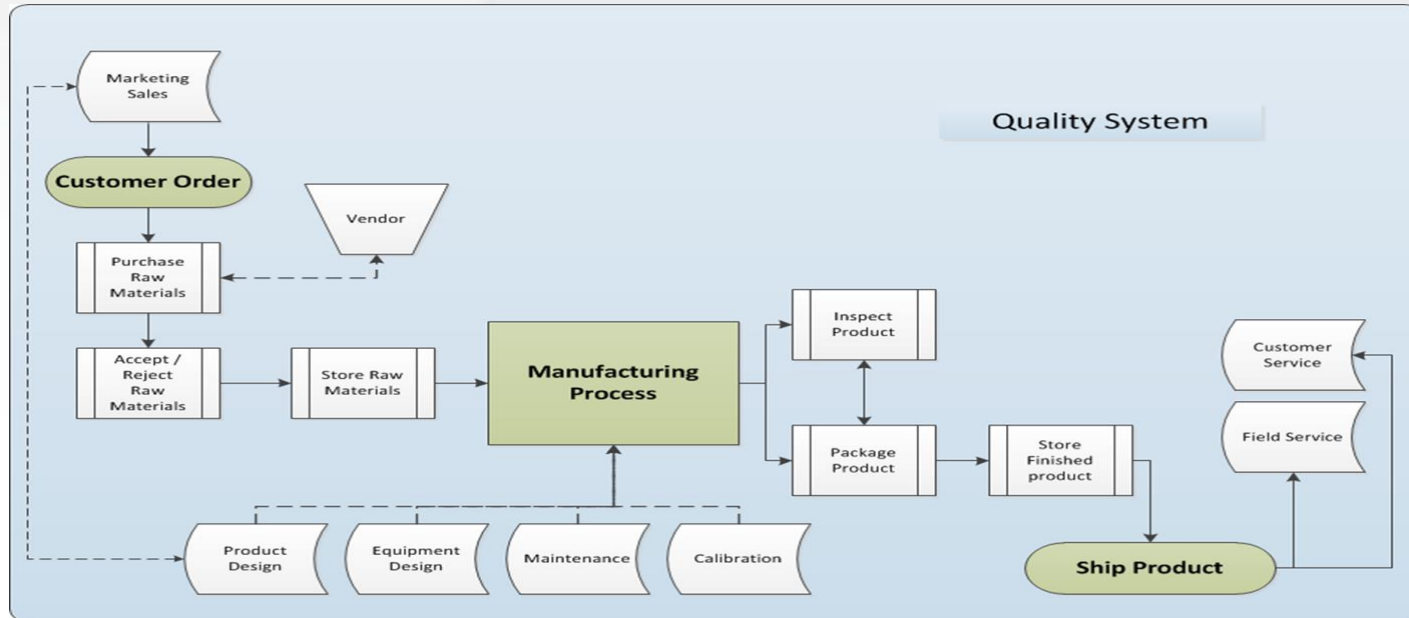 Marketing
Sales
Quality System
Customer Order
Vendor
Purchase
Raw
Materials
Inspect
Product
Customer
Service
Accept /
Reject
Raw
Materials
Store Raw
Materials
Manufacturing
Process
Field Service
Package
Product
Store
Finished
product
Product
Design
Equipment
Design
Maintenance
Calibration
Ship Product